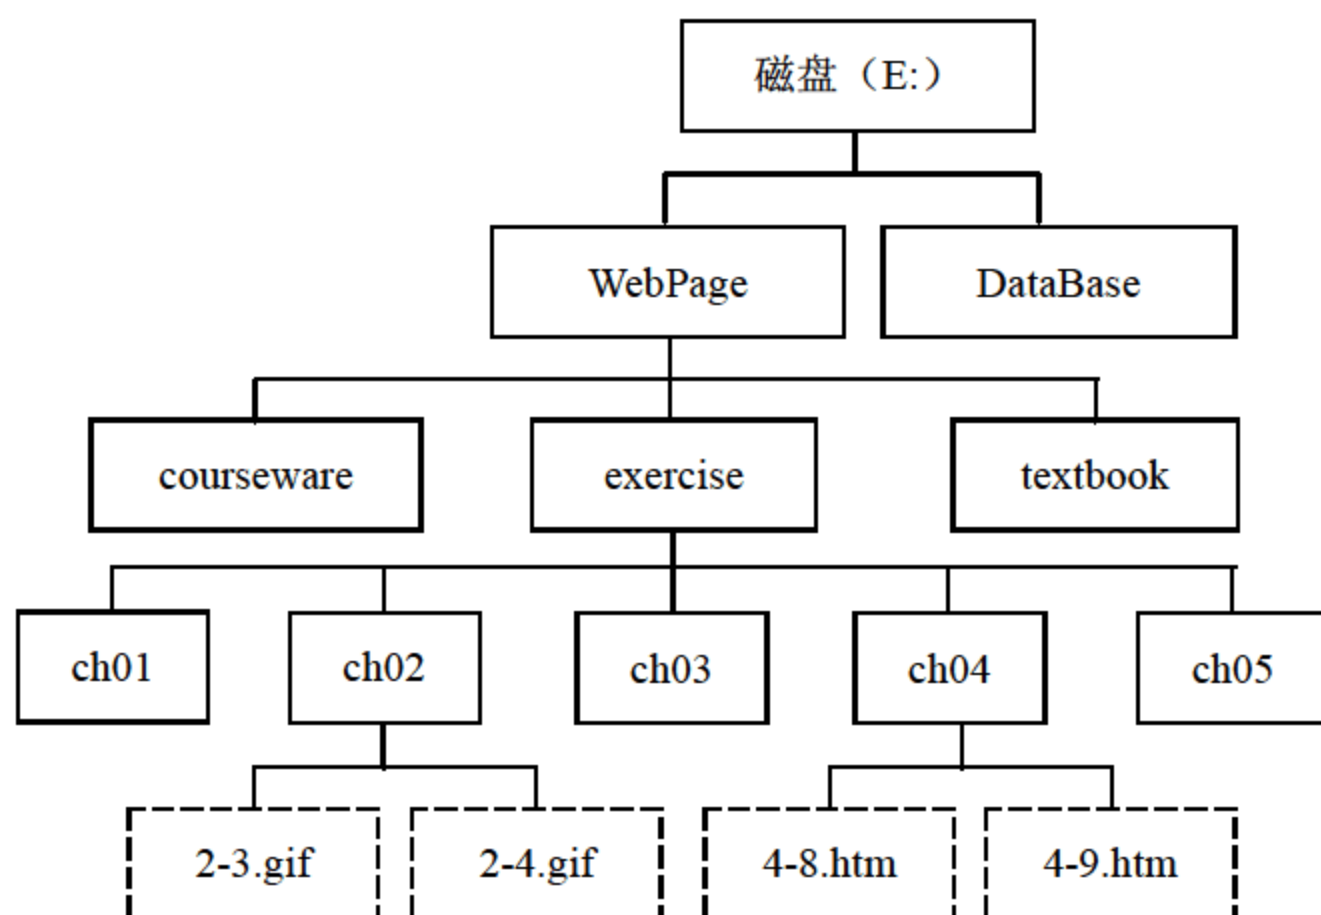 磁盘（E:）
WebPage
DataBase
courseware
exercise
textbook
ch01
ch02
ch03
ch04
ch05
2-3.gif
2-4.gif
4-8.htm
4-9.htm